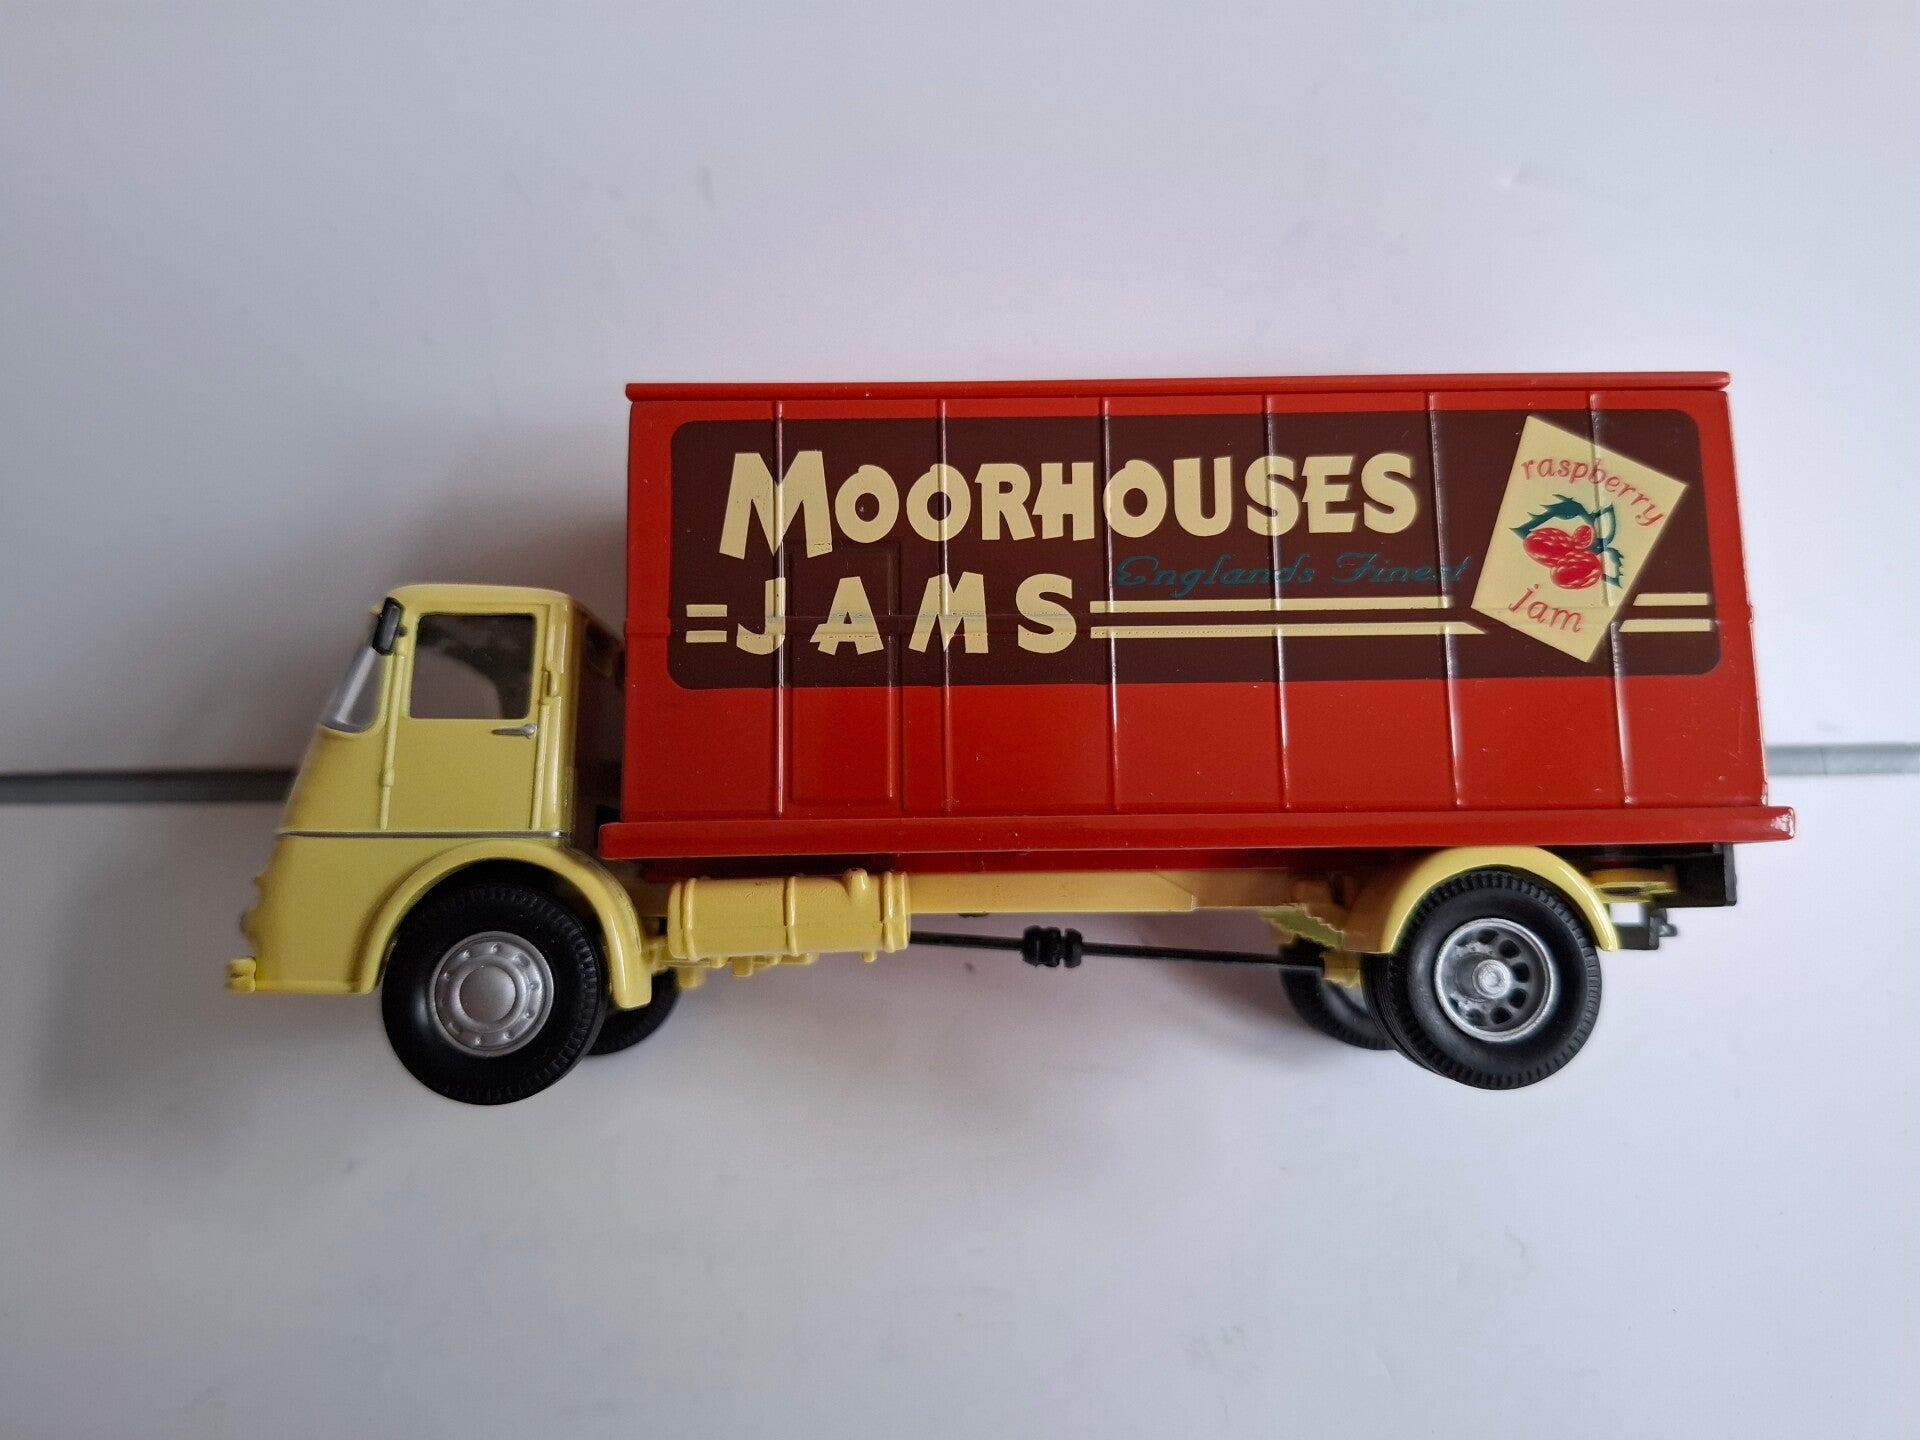 MOORHOUSES
JAMS
Englands Finest
raspberry
jam